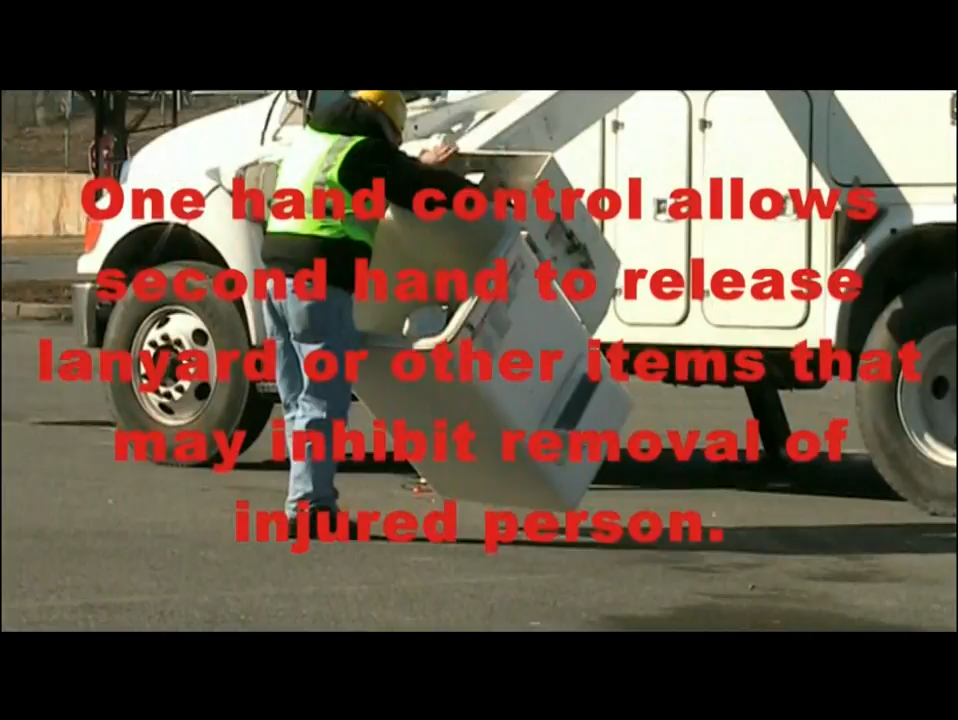 One hand control allows
second hand to release
lanyard or other items that
may inhibit removal of
injured person.